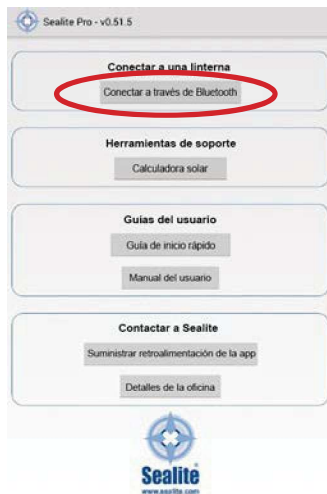 Sealite Pro - v0.51.5
Conectar a una linterna
Conectar a través de Bluetooth
Herramientas de soporte
Calculadora solar
Guías del usuario
Guía de inicio rápido
Manual del usuario
Contactar a Sealite
Suministrar retroalimentación de la app
Detalles de la oficina
Sealite
www.sealite.com